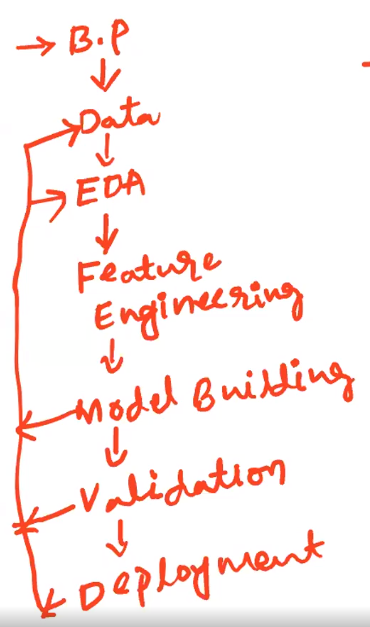 B.P
Data
EDA
Feature
Engineering
Model Building
Validation
Deployment